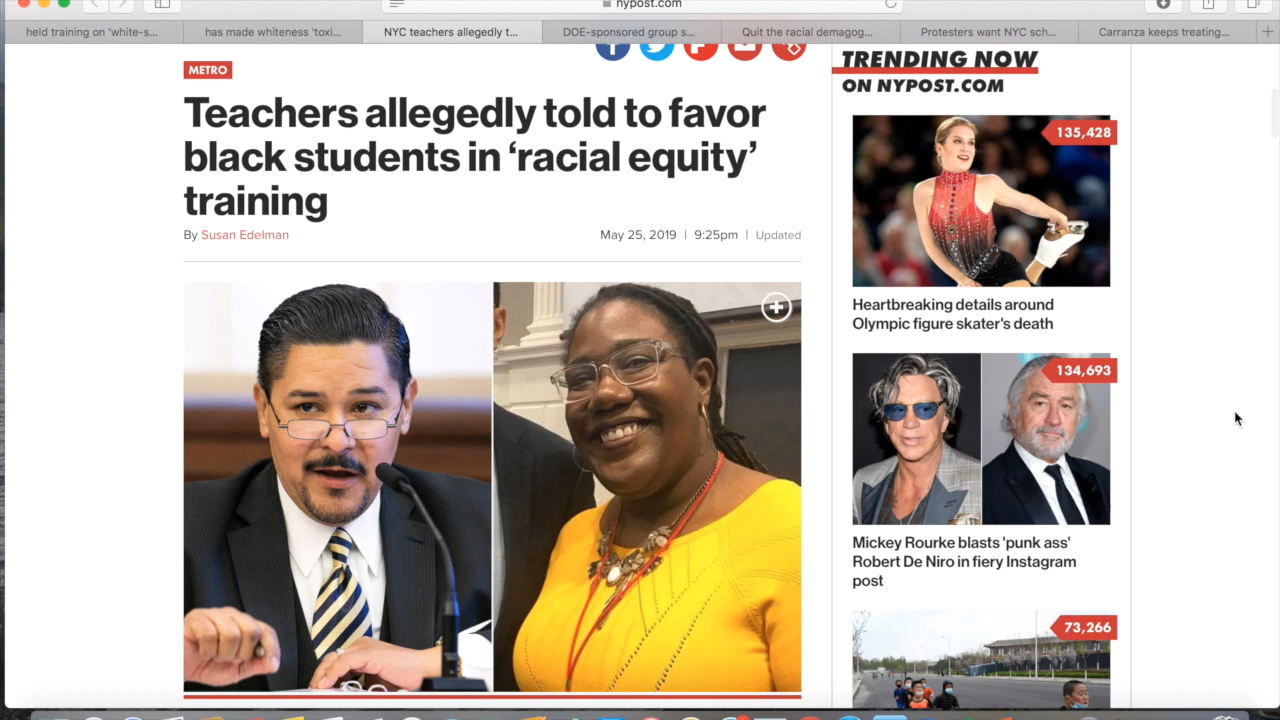 nypost.com
held training on 'white-s...
has made whiteness 'toxi...
NYC teachers allegedly t...
DOE-sponsored group s...
Quit the racial demagog...
Protesters want NYC sch...
Carranza keeps treating...
METRO
Teachers allegedly told to favor
black students in ‘racial equity’
training
By Susan Edelman
May 25, 2019 | 9:25pm | Updated
TRENDING NOW
ON NYPOST.COM
135,428
Heartbreaking details around
Olympic figure skater's death
134,693
Mickey Rourke blasts 'punk ass'
Robert De Niro in fiery Instagram
post
73,266